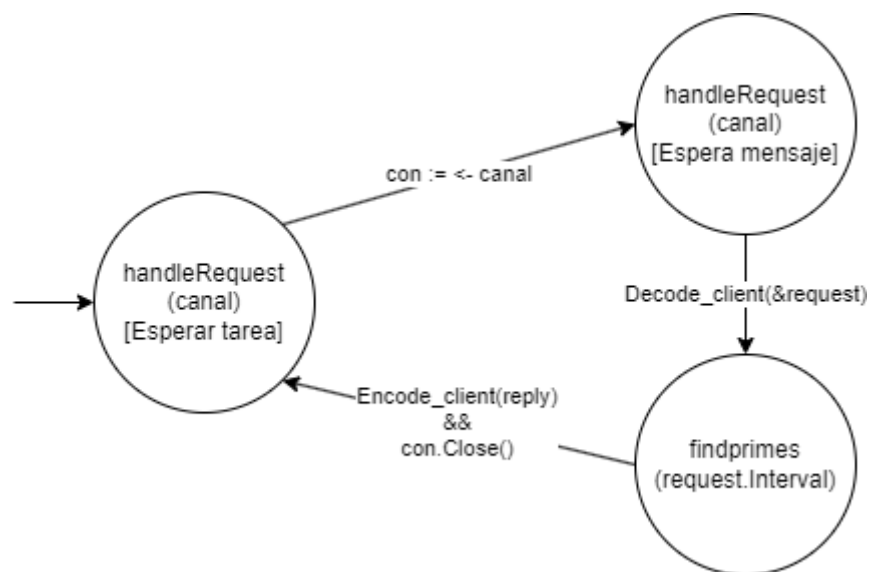 handleRequest
(canal)
[Espera mensaje]
con := <- canal
handleRequest
(canal)
[Esperar tarea]
Decode_client(&request)
Encode_client(reply)
&&
con.Close()
findprimes
(request.Interval)